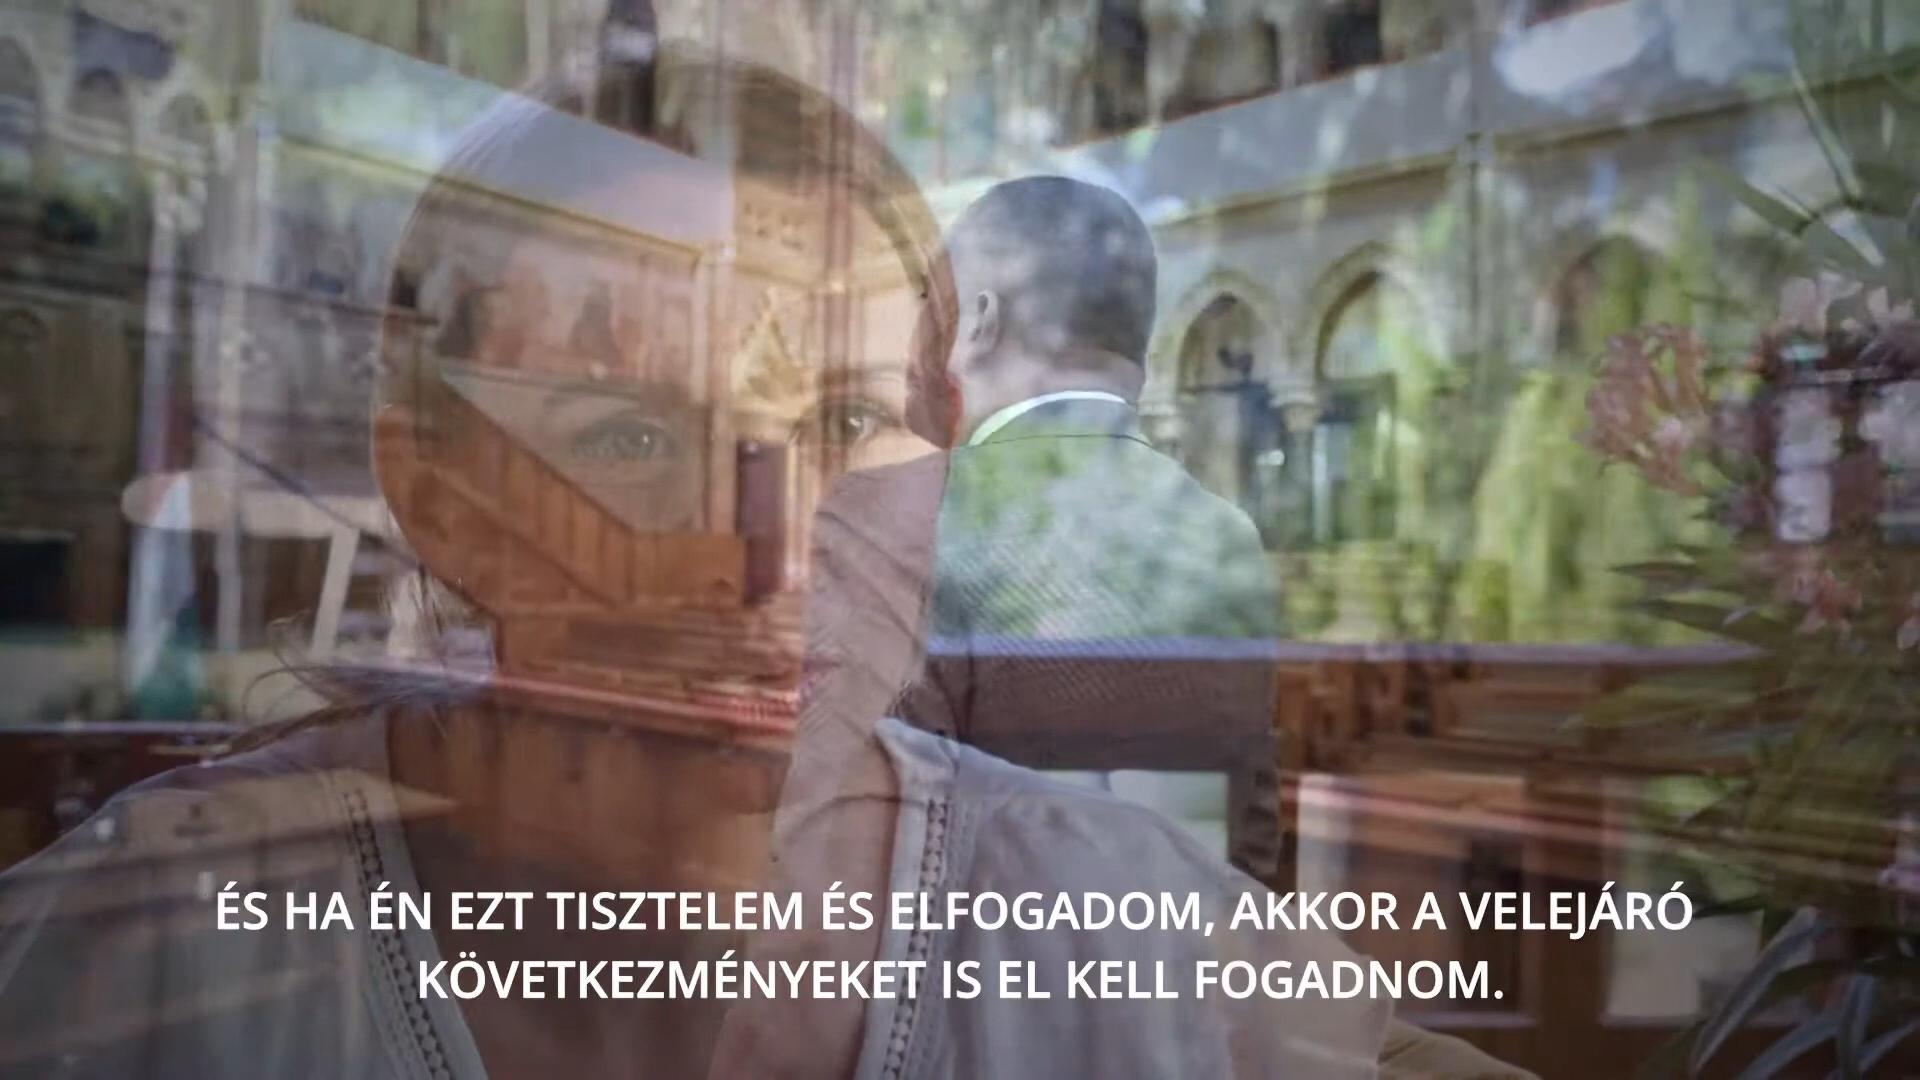 ÉS HA ÉN EZT TISZTELEM ÉS ELFOGADOM, AKKOR A VELEJÁRÓ
KÖVETKEZMÉNYEKET IS EL KELL FOGADNOM.